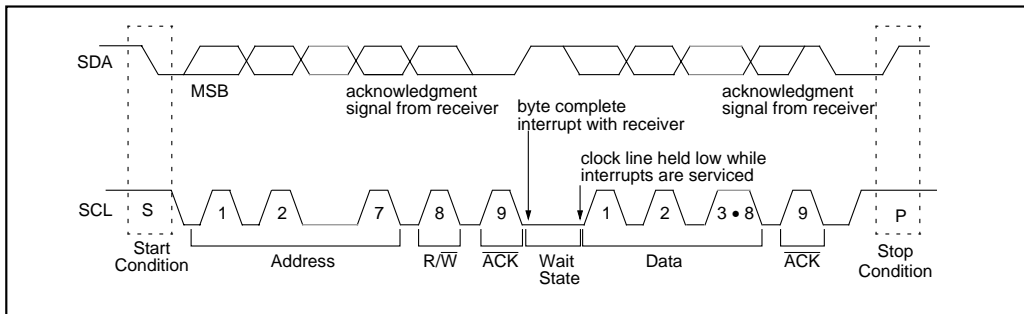 SDA
MSB
acknowledgment
signal from receiver
byte complete
interrupt with receiver
acknowledgment
signal from receiver
clock line held low while
interrupts are serviced
SCL
S
1
2
7
8
9
1
2
3 • 8
9
P
Start
Condition
Address
R/W̅
A̅C̅K̅
Wait
State
Data
A̅C̅K̅
Stop
Condition